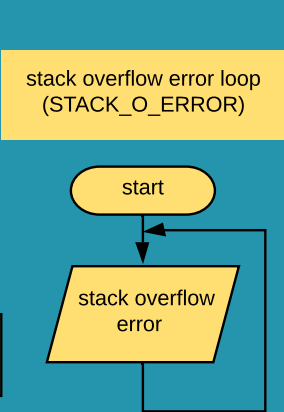 stack overflow error loop
(STACK_O_ERROR)
start
stack overflow
error